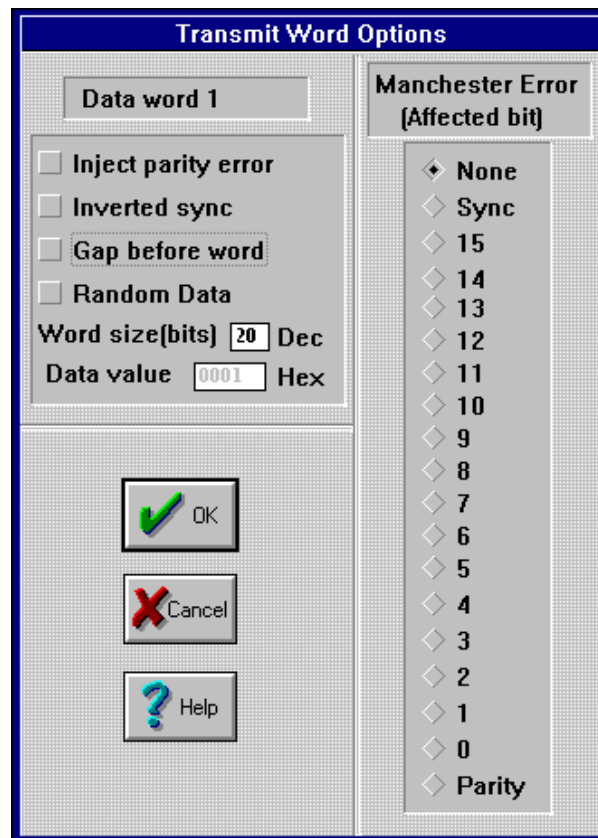 Transmit Word Options
Data word 1
Inject parity error
Inverted sync
Gap before word
Random Data
Word size(bits) 20 Dec
Data value 0001 Hex
OK
Cancel
Help
Manchester Error
(Affected bit)
None
Sync
15
14
13
12
11
10
9
8
7
6
5
4
3
2
1
0
Parity